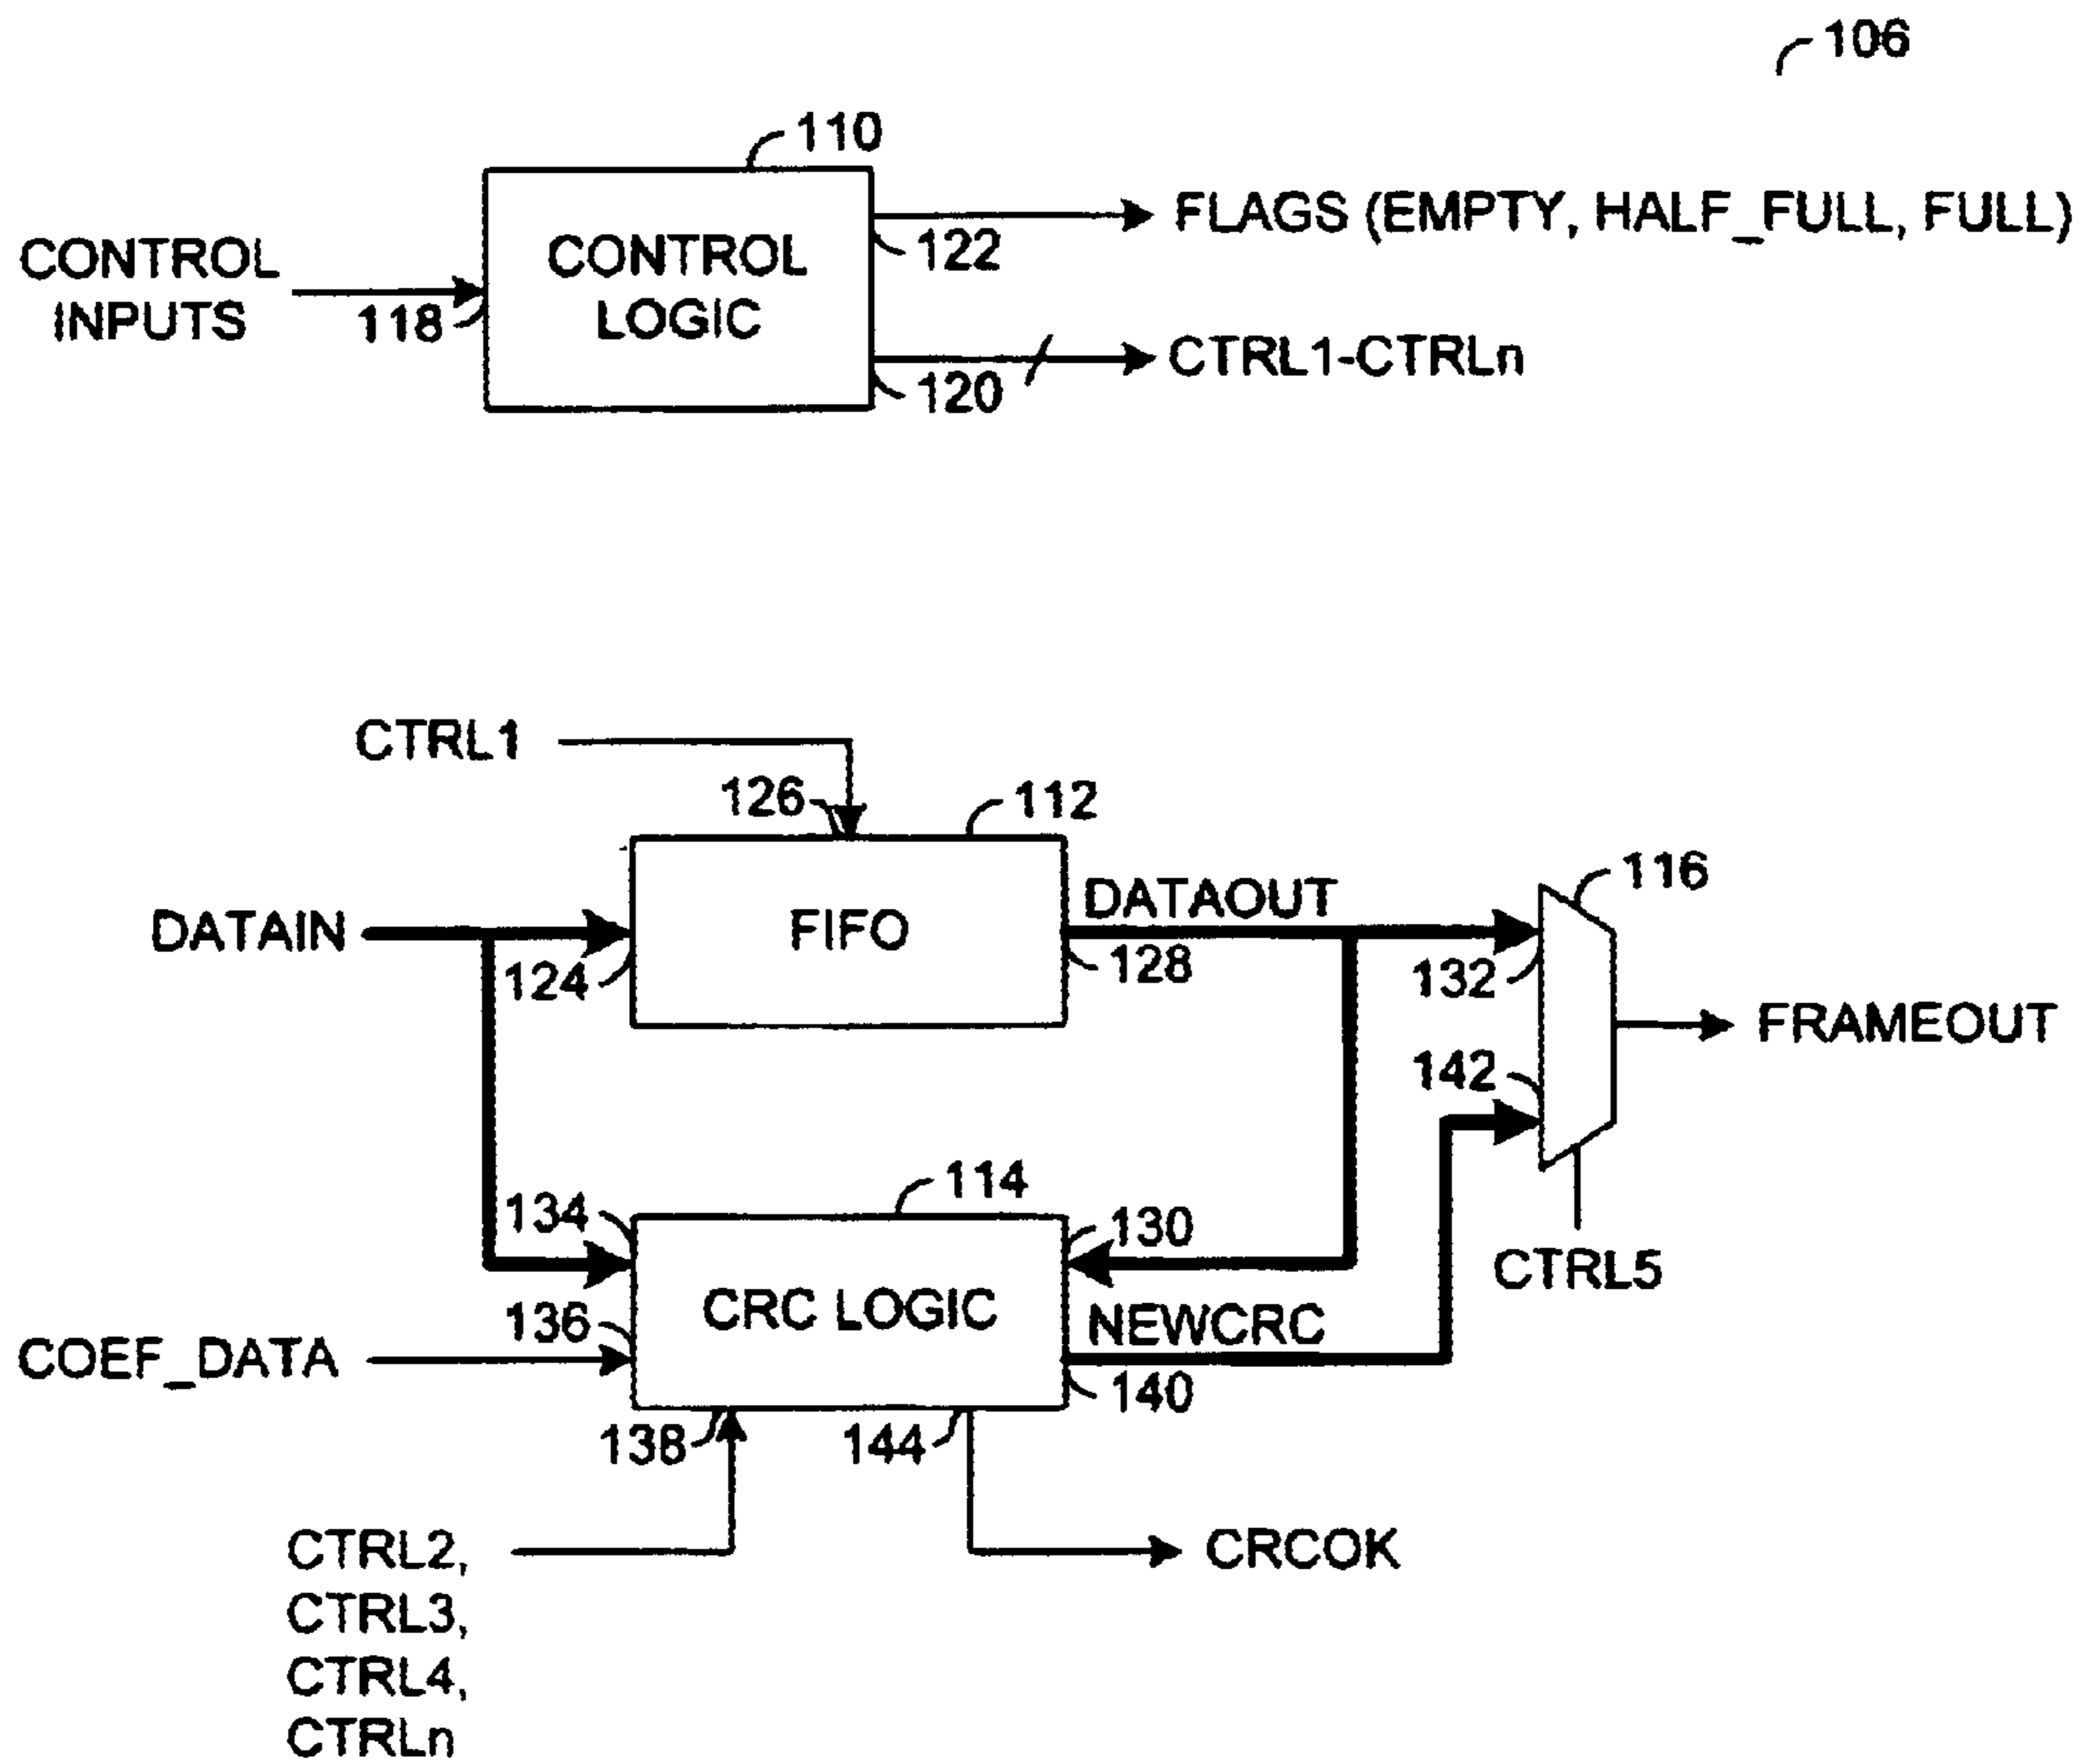 106
110
CONTROL
INPUTS
118
CONTROL
LOGIC
FLAGS (EMPTY, HALF_FULL, FULL)
122
CTRL1-CTRLn
120
CTRL1
126
112
116
DATAIN
124
FIFO
DATAOUT
128
132
FRAMEOUT
142
134
114
130
CTRL5
CRC LOGIC
136
NEWCRC
COEF_DATA
140
138
144
CTRL2,
CTRL3,
CTRL4,
CTRLn
CRCOK